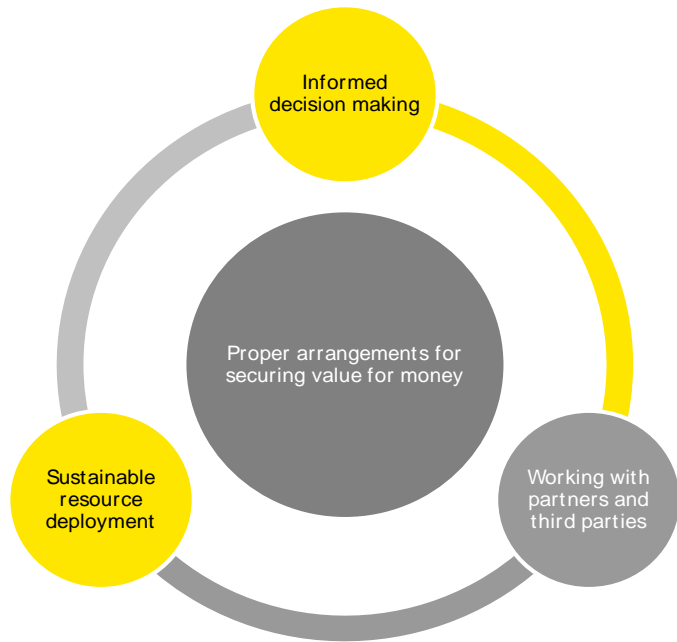 Informed
decision making
Proper arrangements for
securing value for money
Sustainable
resource
deployment
Working with
partners and
third parties